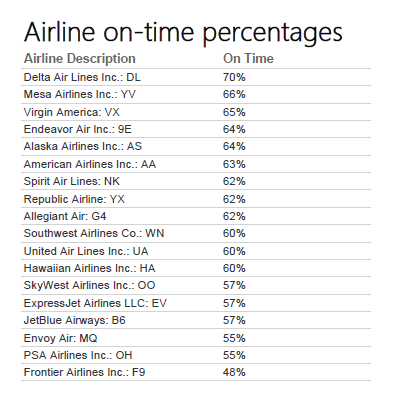 Airline on-time percentages
Airline Description On Time
Delta Air Lines Inc.: DL 70%
Mesa Airlines Inc.: YV 66%
Virgin America: VX 65%
Endeavor Air Inc.: 9E 64%
Alaska Airlines Inc.: AS 64%
American Airlines Inc.: AA 63%
Spirit Air Lines: NK 62%
Republic Airline: YX 62%
Allegiant Air: G4 62%
Southwest Airlines Co.: WN 60%
United Air Lines Inc.: UA 60%
Hawaiian Airlines Inc.: HA 60%
SkyWest Airlines Inc.: OO 57%
ExpressJet Airlines LLC: EV 57%
JetBlue Airways: B6 57%
Envoy Air: MQ 55%
PSA Airlines Inc.: OH 55%
Frontier Airlines Inc.: F9 48%